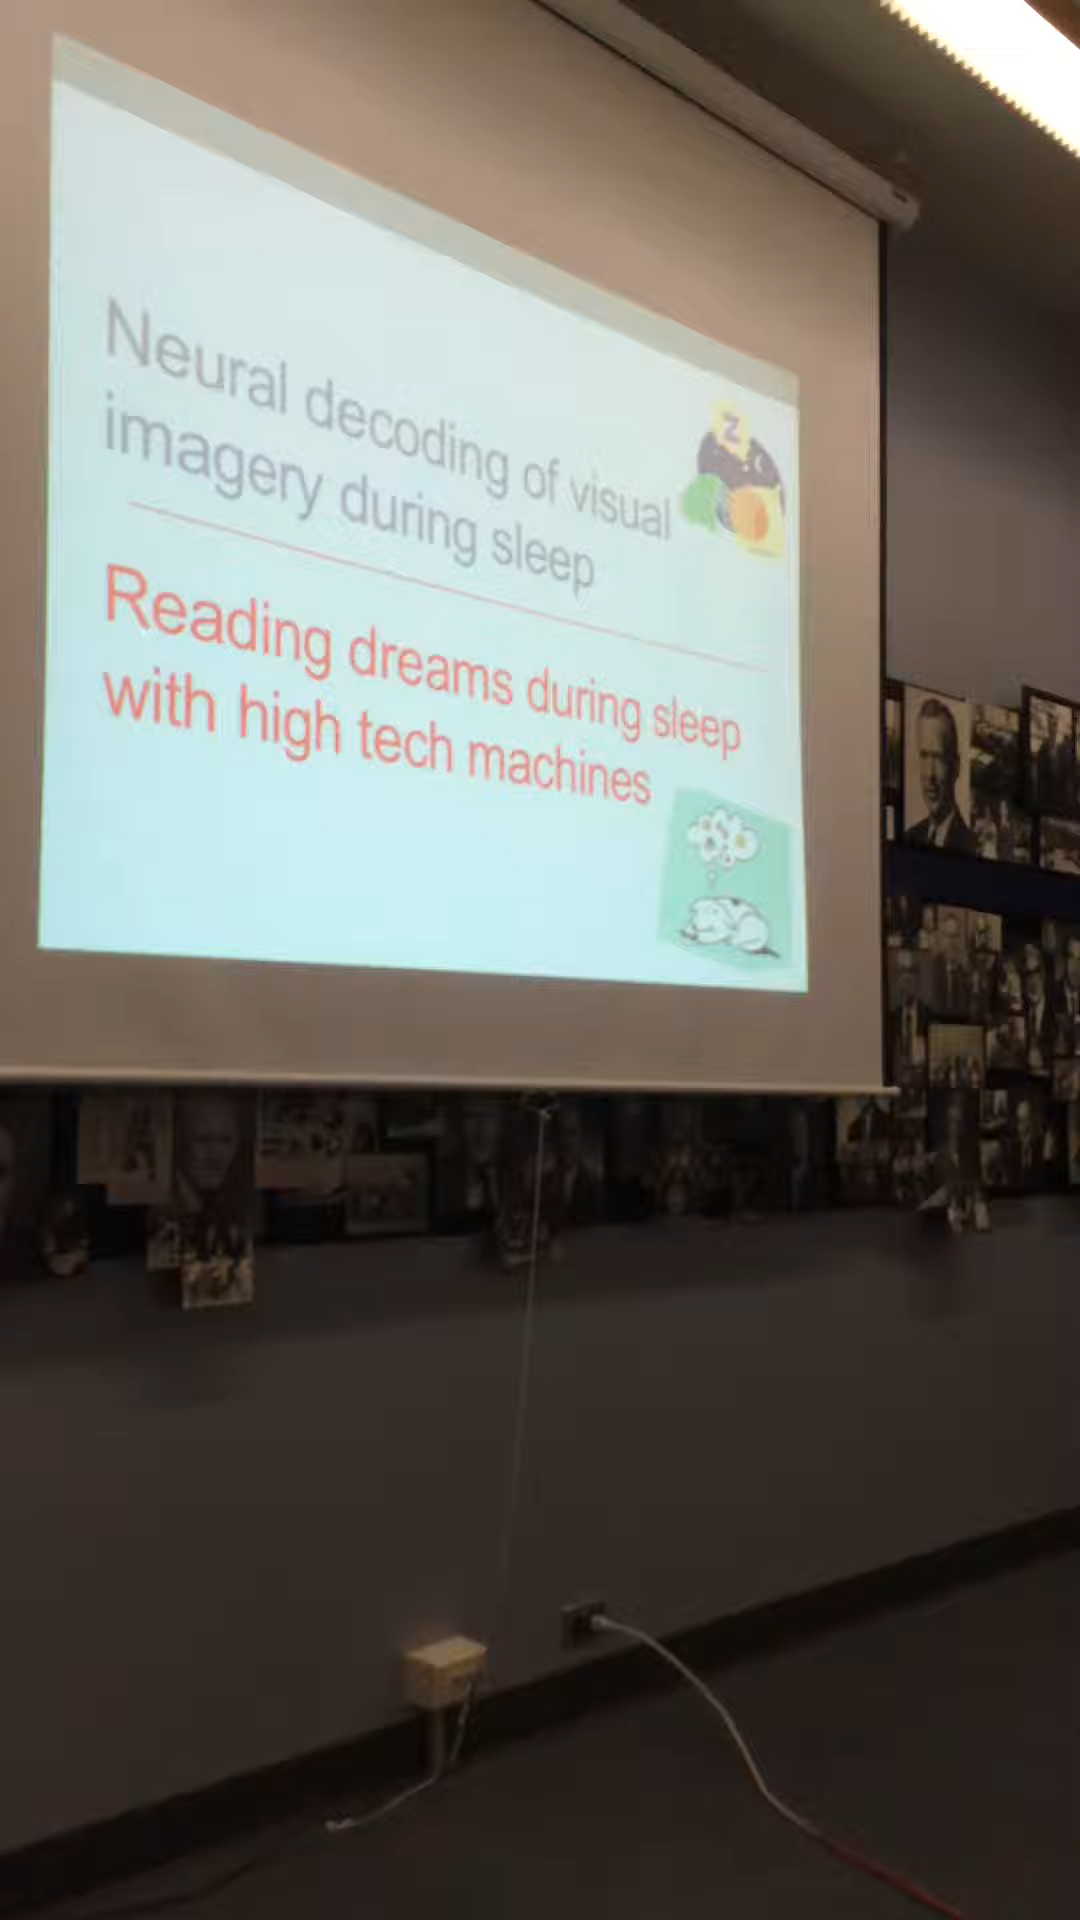 Neural decoding of visual
imagery during sleep
Reading dreams during sleep
with high tech machines
Z